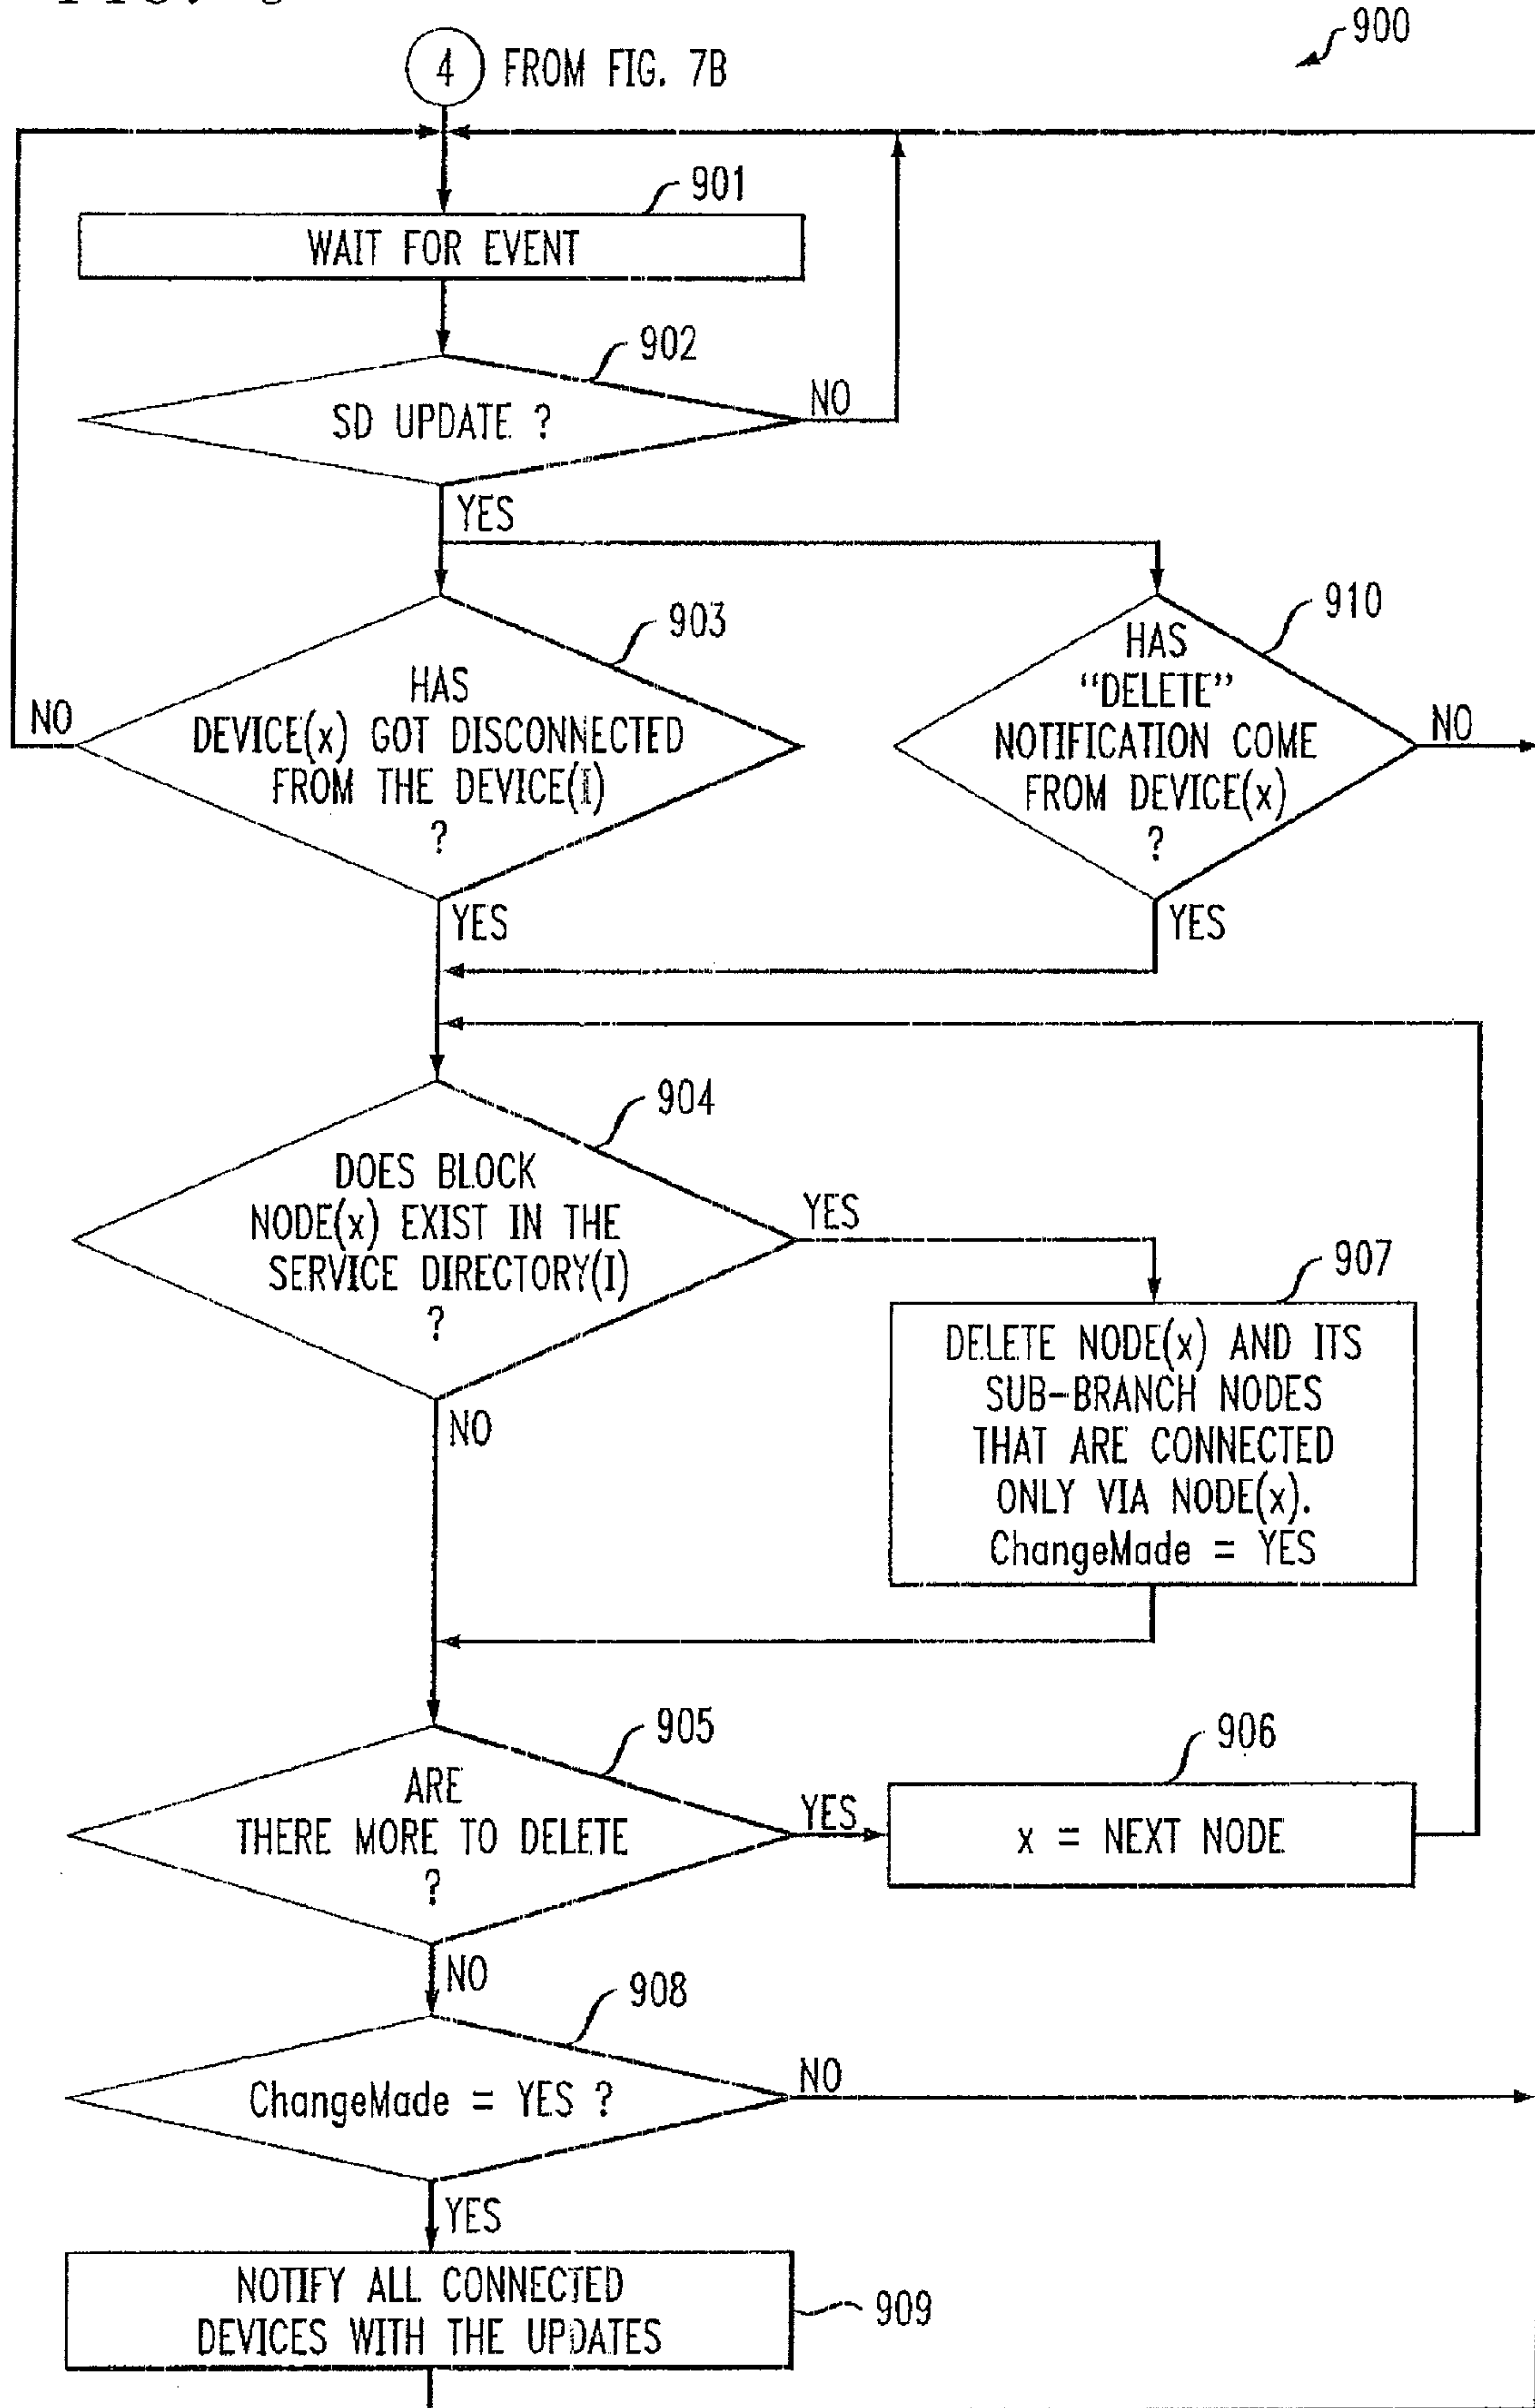 900
4 FROM FIG. 7B
901
WAIT FOR EVENT
902
SD UPDATE ?
NO
YES
903
HAS
DEVICE(x) GOT DISCONNECTED
FROM THE DEVICE(I)
?
NO
YES
910
HAS
“DELETE”
NOTIFICATION COME
FROM DEVICE(x)
?
NO
YES
904
DOES BLOCK
NODE(x) EXIST IN THE
SERVICE DIRECTORY(I)
?
YES
NO
907
DELETE NODE(x) AND ITS
SUB-BRANCH NODES
THAT ARE CONNECTED
ONLY VIA NODE(x).
ChangeMade = YES
905
ARE
THERE MORE TO DELETE
?
YES
NO
906
x = NEXT NODE
908
ChangeMade = YES ?
NO
YES
NOTIFY ALL CONNECTED
DEVICES WITH THE UPDATES
909